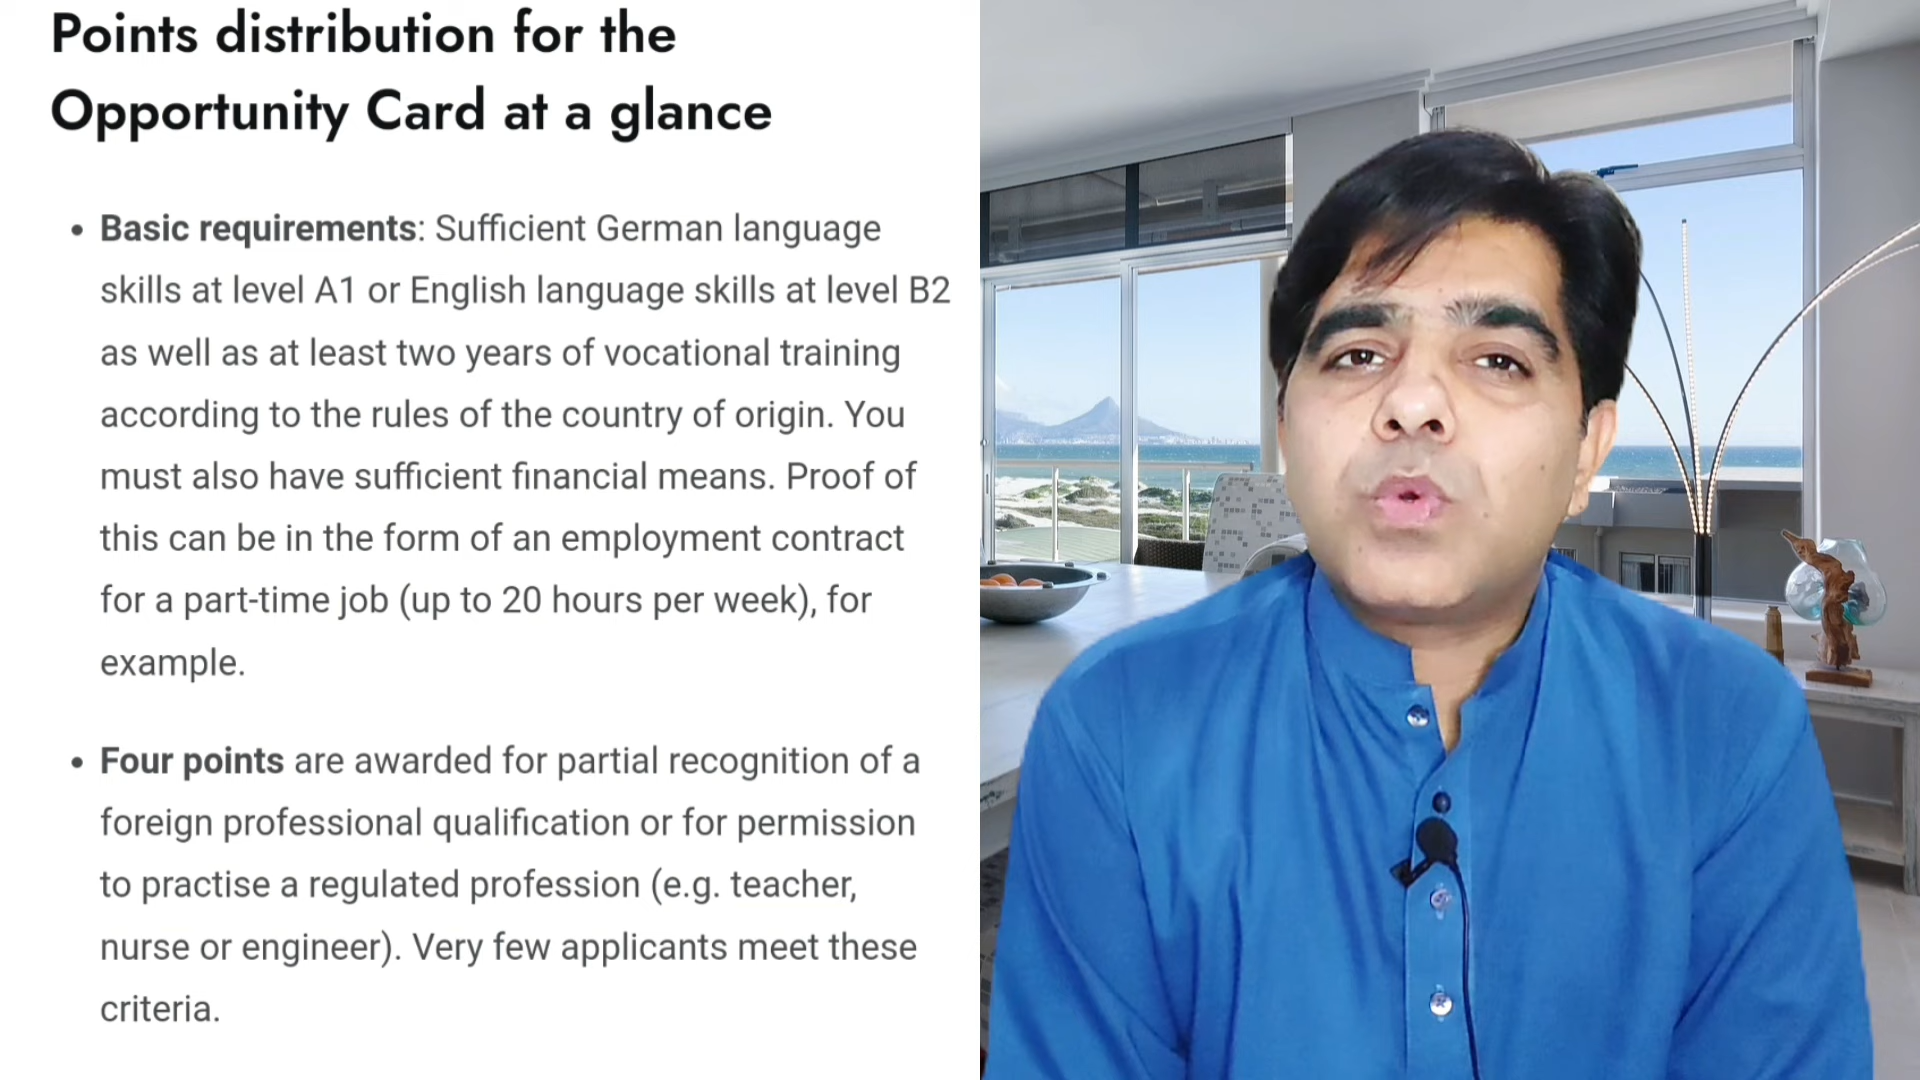 Points distribution for the
Opportunity Card at a glance
• Basic requirements: Sufficient German language
skills at level A1 or English language skills at level B2
as well as at least two years of vocational training
according to the rules of the country of origin. You
must also have sufficient financial means. Proof of
this can be in the form of an employment contract
for a part-time job (up to 20 hours per week), for
example.
• Four points are awarded for partial recognition of a
foreign professional qualification or for permission
to practise a regulated profession (e.g. teacher,
nurse or engineer). Very few applicants meet these
criteria.